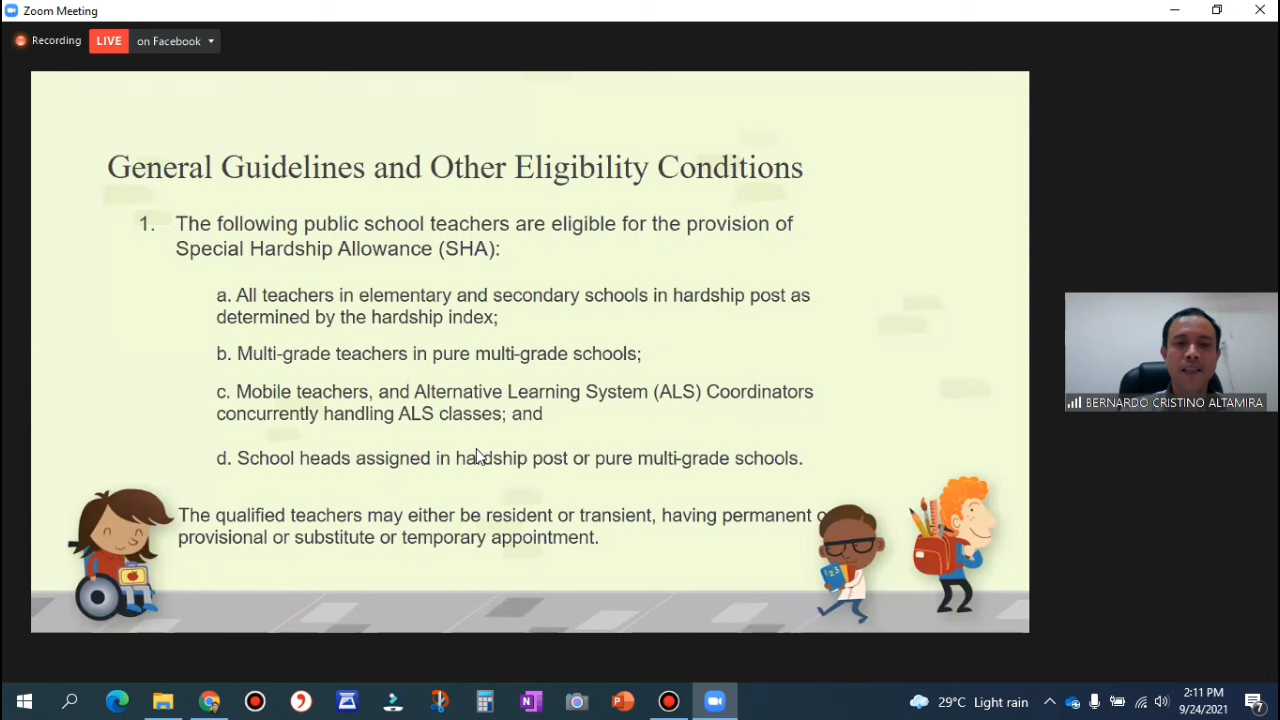 Zoom Meeting
Recording
LIVE
on Facebook
General Guidelines and Other Eligibility Conditions
1. The following public school teachers are eligible for the provision of
Special Hardship Allowance (SHA):
a. All teachers in elementary and secondary schools in hardship post as
determined by the hardship index;
b. Multi-grade teachers in pure multi-grade schools;
c. Mobile teachers, and Alternative Learning System (ALS) Coordinators
concurrently handling ALS classes; and
d. School heads assigned in hardship post or pure multi-grade schools.
The qualified teachers may either be resident or transient, having permanent
provisional or substitute or temporary appointment.
123
BERNARDO CRISTINO ALTAMIRA
29°C Light rain
2:11 PM
9/24/2021
7